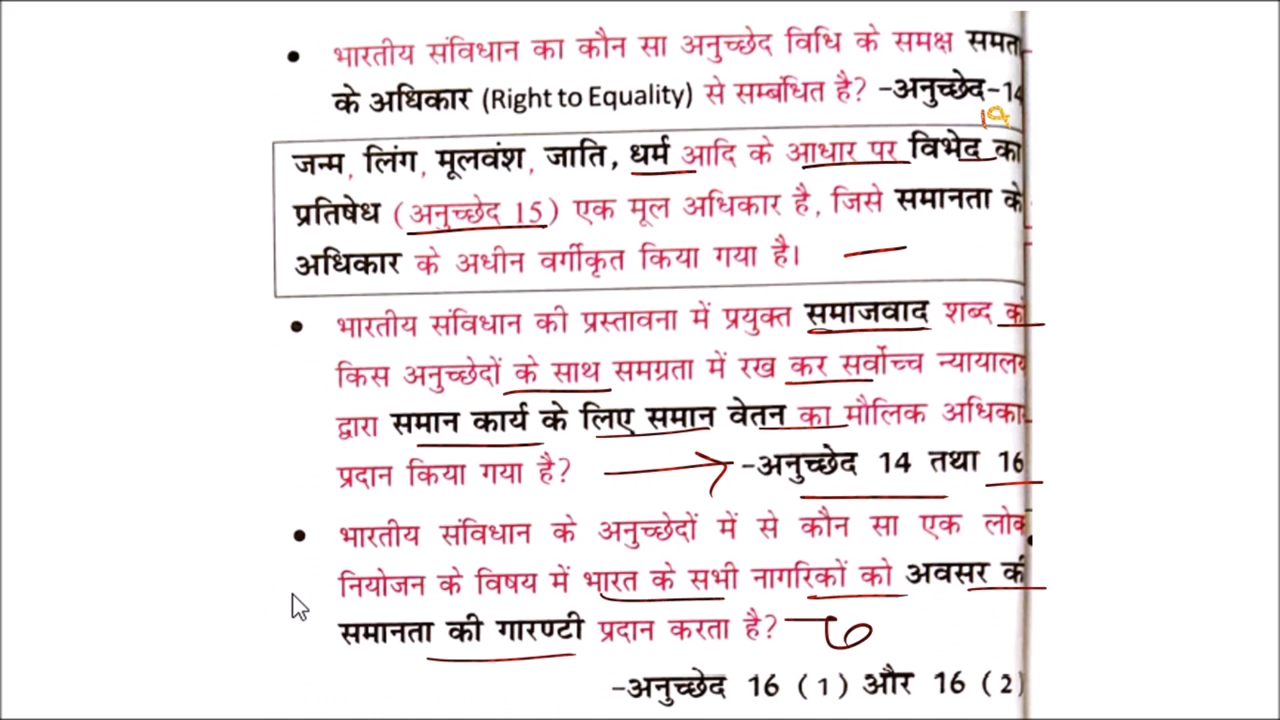 • भारतीय संविधान का कौन सा अनुच्छेद विधि के समक्ष समता
के अधिकार (Right to Equality) से सम्बंधित है? -अनुच्छेद-14
जन्म, लिंग, मूलवंश, जाति, धर्म आदि के आधार पर विभेद का
प्रतिषेध (अनुच्छेद 15) एक मूल अधिकार है, जिसे समानता के
अधिकार के अधीन वर्गीकृत किया गया है।
• भारतीय संविधान की प्रस्तावना में प्रयुक्त समाजवाद शब्द को
किस अनुच्छेदों के साथ समग्रता में रख कर सर्वोच्च न्यायालय
द्वारा समान कार्य के लिए समान वेतन का मौलिक अधिका
प्रदान किया गया है? -अनुच्छेद 14 तथा 16
• भारतीय संविधान के अनुच्छेदों में से कौन सा एक लोक
नियोजन के विषय में भारत के सभी नागरिकों को अवसर की
समानता की गारण्टी प्रदान करता है?
-अनुच्छेद 16 (1) और 16 (2)